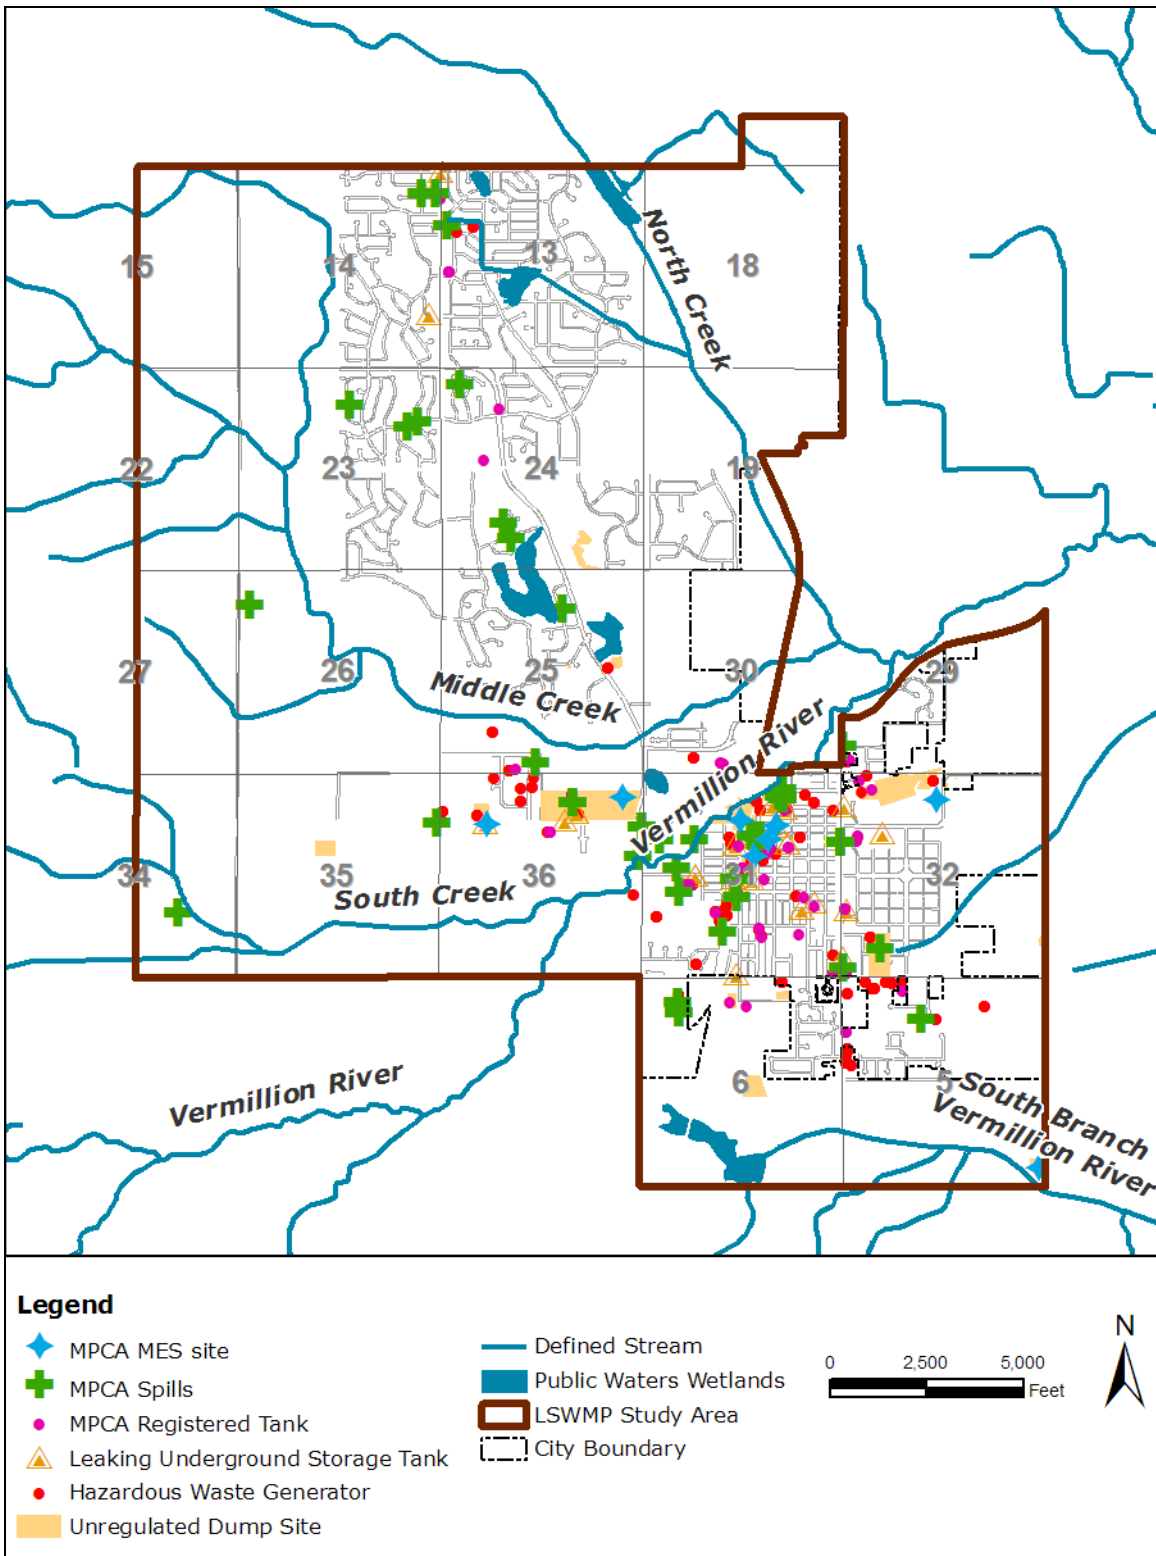 North Creek
15
14
13
18
22
23
24
19
27
26
25
30
29
Middle Creek
Vermillion River
34
35
36
31
32
South Creek
Vermillion River
6
5
South Branch
Vermillion River
Legend
MPCA MES site
MPCA Spills
MPCA Registered Tank
Leaking Underground Storage Tank
Hazardous Waste Generator
Unregulated Dump Site
Defined Stream
Public Waters Wetlands
LSWMP Study Area
City Boundary
0 2,500 5,000
Feet
N